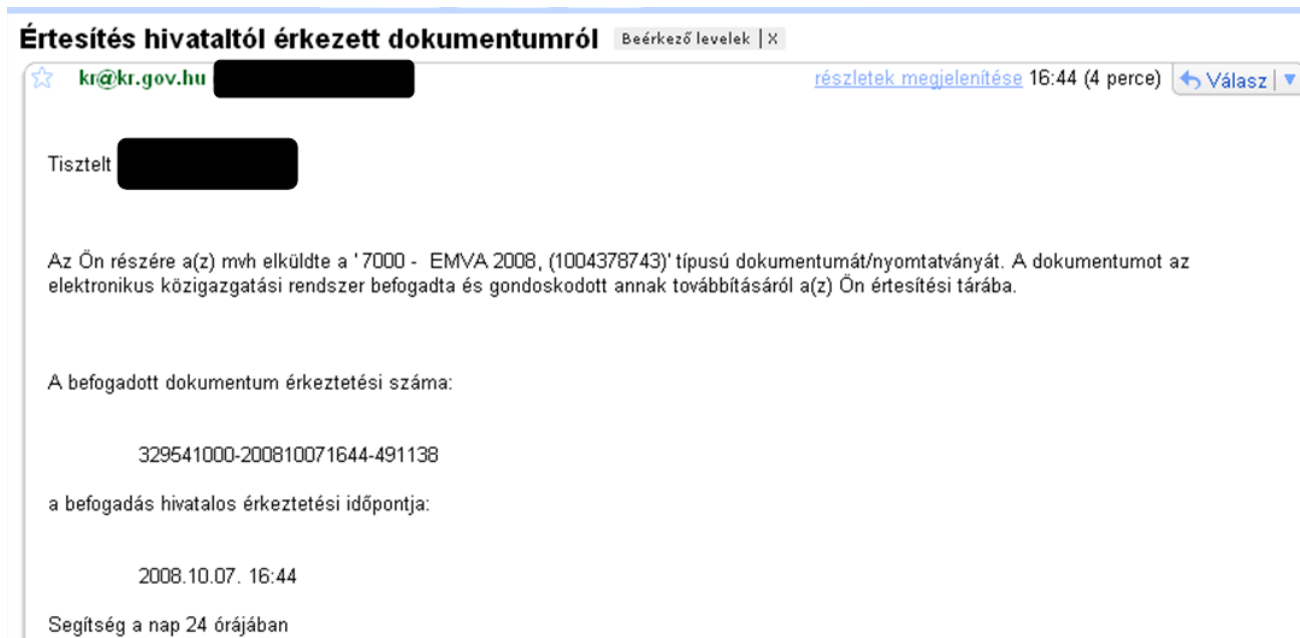 Értesítés hivataltól érkezett dokumentumról Beérkező levelek | X
kr@kr.gov.hu részletek megjelenítése 16:44 (4 perce) Válasz
Tisztelt
Az Ön részére a(z) mvh elküldte a '7000 - EMVA 2008, (1004378743)' típusú dokumentumát/nyomtatványát. A dokumentumot az
elektronikus közigazgatási rendszer befogadta és gondoskodott annak továbbításáról a(z) Ön értesítési tárába.
A befogadott dokumentum érkeztetési száma:
329541000-200810071644-491138
a befogadás hivatalos érkeztetési időpontja:
2008.10.07. 16:44
Segítség a nap 24 órájában